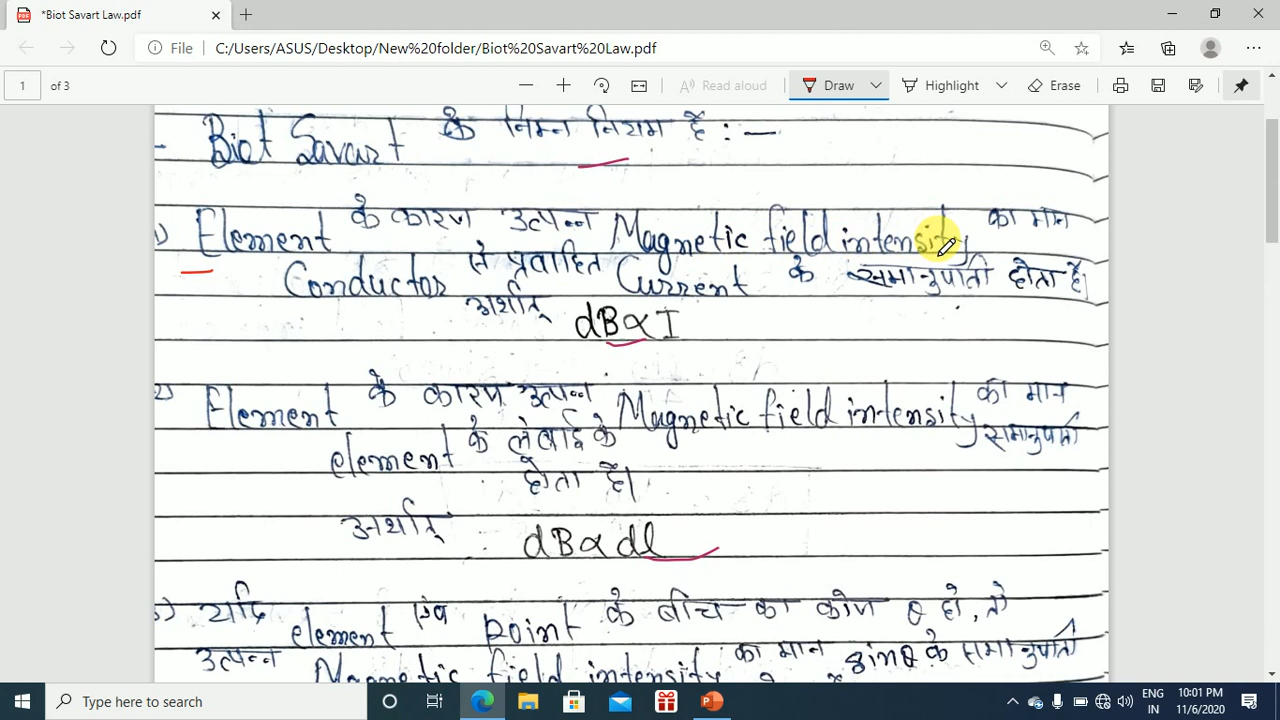 *Biot Savart Law.pdf
File C:/Users/ASUS/Desktop/New%20folder/Biot%20Savart%20Law.pdf
1 of 3 Read aloud Draw Highlight Erase
Biot Savart के निम्न नियम हैं : —
1) Element के कारण उत्पन्न Magnetic field intensity का मान
Conductor से प्रवाहित Current के समानुपाती होता है।
अर्थात्
dB∝I
2) Element के कारण उत्पन्न Magnetic field intensity का मान
element के लंबाई के समानुपाती
होता है।
अर्थात्
dB∝dl
3) यदि element एवं point के बीच का कोण θ हो, तो
उत्पन्न Magnetic field intensity का मान sinθ के समानुपाती
Type here to search
ENG
IN
10:01 PM
11/6/2020